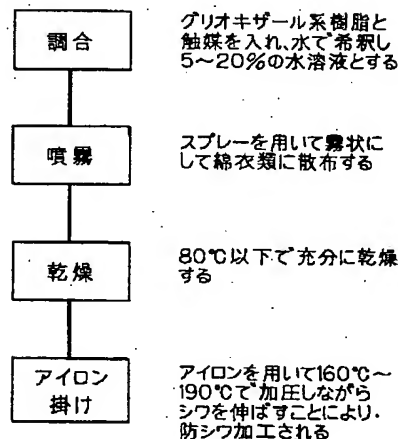 調合
グリオキザール系樹脂と
触媒を入れ、水で希釈し
5～20%の水溶液とする
噴霧
スプレーを用いて霧状に
して綿衣類に散布する
乾燥
80℃以下で充分に乾燥
する
アイロン
掛け
アイロンを用いて160℃～
190℃で加圧しながら
シワを伸ばすことにより、
防シワ加工される